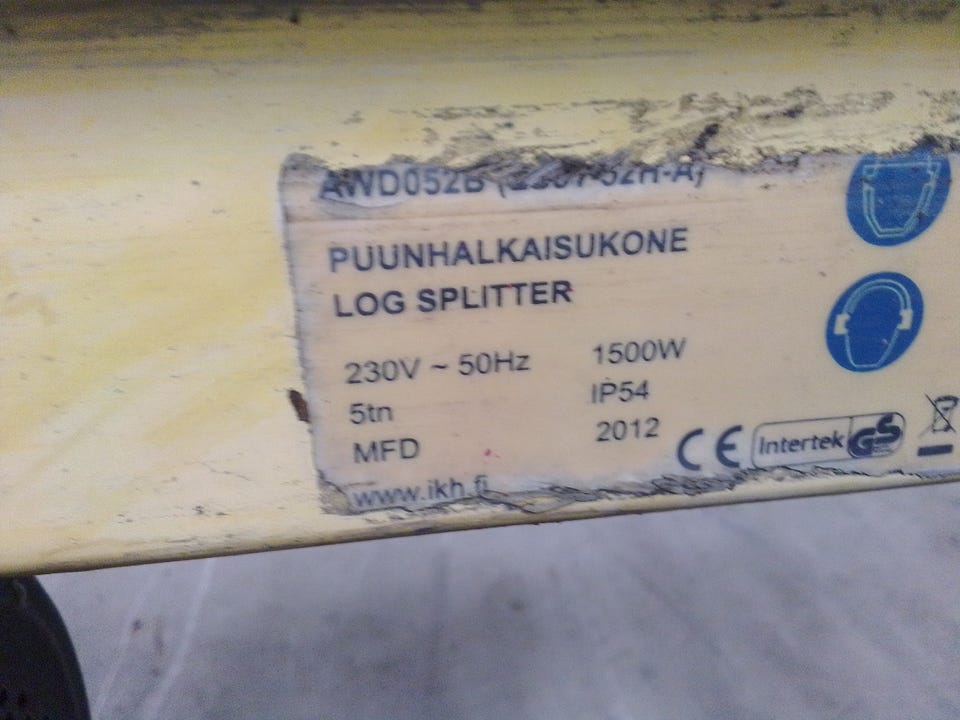 AWD052B
PUUNHALKAISUKONE
LOG SPLITTER
230V ~ 50Hz 1500W
5tn IP54
MFD 2012
CE Intertek GS
www.ikh.fi